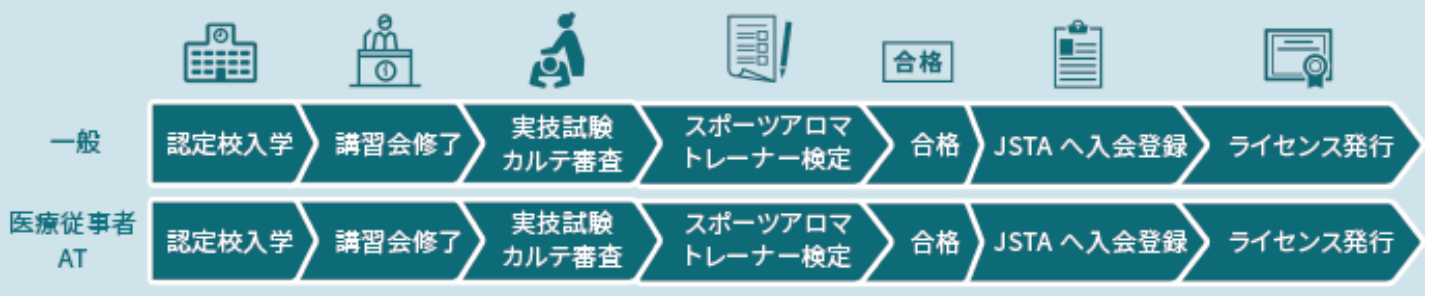 合格
一般
認定校入学
講習会修了
実技試験
カルテ審査
スポーツアロマ
トレーナー検定
合格
JSTA へ入会登録
ライセンス発行
医療従事者
AT
認定校入学
講習会修了
実技試験
カルテ審査
スポーツアロマ
トレーナー検定
合格
JSTA へ入会登録
ライセンス発行